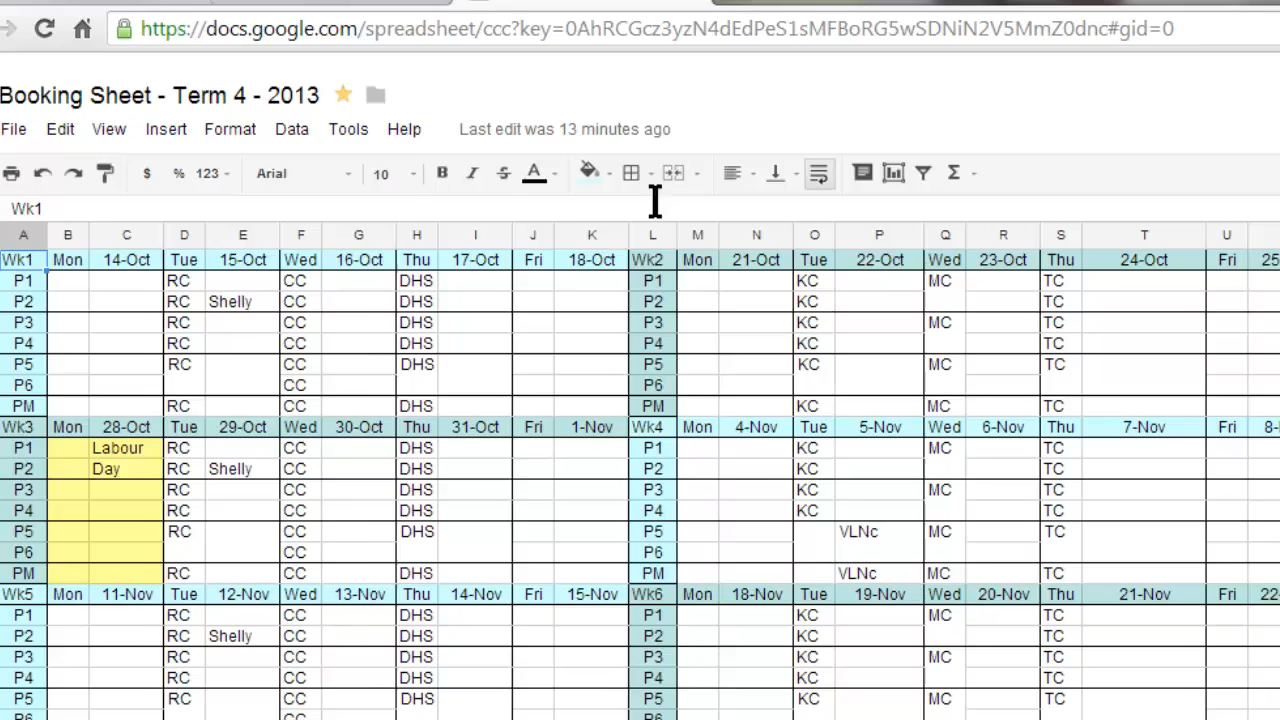 https://docs.google.com/spreadsheet/ccc?key=0AhRCGcz3yzN4dEdPeS1sMFBoRG5wSDNiN2V5MmZ0dnc#gid=0
Booking Sheet - Term 4 - 2013
File Edit View Insert Format Data Tools Help Last edit was 13 minutes ago
$ % 123 Arial 10 B I S A Σ
Wk1
A B C D E F G H I J K L M N O P Q R S T U
Wk1 Mon 14-Oct Tue 15-Oct Wed 16-Oct Thu 17-Oct Fri 18-Oct Wk2 Mon 21-Oct Tue 22-Oct Wed 23-Oct Thu 24-Oct Fri 25
P1 RC CC DHS P1 KC MC TC
P2 RC Shelly CC DHS P2 KC TC
P3 RC CC DHS P3 KC MC TC
P4 RC CC DHS P4 KC TC
P5 RC CC DHS P5 KC MC TC
P6 CC P6
PM RC DHS PM KC MC TC
Wk3 Mon 28-Oct Tue 29-Oct Wed 30-Oct Thu 31-Oct Fri 1-Nov Wk4 Mon 4-Nov Tue 5-Nov Wed 6-Nov Thu 7-Nov Fri 8-
P1 Labour RC CC DHS P1 KC MC TC
P2 Day RC Shelly CC DHS P2 KC TC
P3 RC CC DHS P3 KC MC TC
P4 RC CC DHS P4 KC TC
P5 RC CC DHS P5 VLNc MC TC
P6 CC P6
PM RC DHS PM VLNc MC TC
Wk5 Mon 11-Nov Tue 12-Nov Wed 13-Nov Thu 14-Nov Fri 15-Nov Wk6 Mon 18-Nov Tue 19-Nov Wed 20-Nov Thu 21-Nov Fri 22-
P1 RC CC DHS P1 KC MC TC
P2 RC Shelly CC DHS P2 KC TC
P3 RC CC DHS P3 KC MC TC
P4 RC CC DHS P4 KC TC
P5 RC CC DHS P5 KC MC TC
P6 CC P6